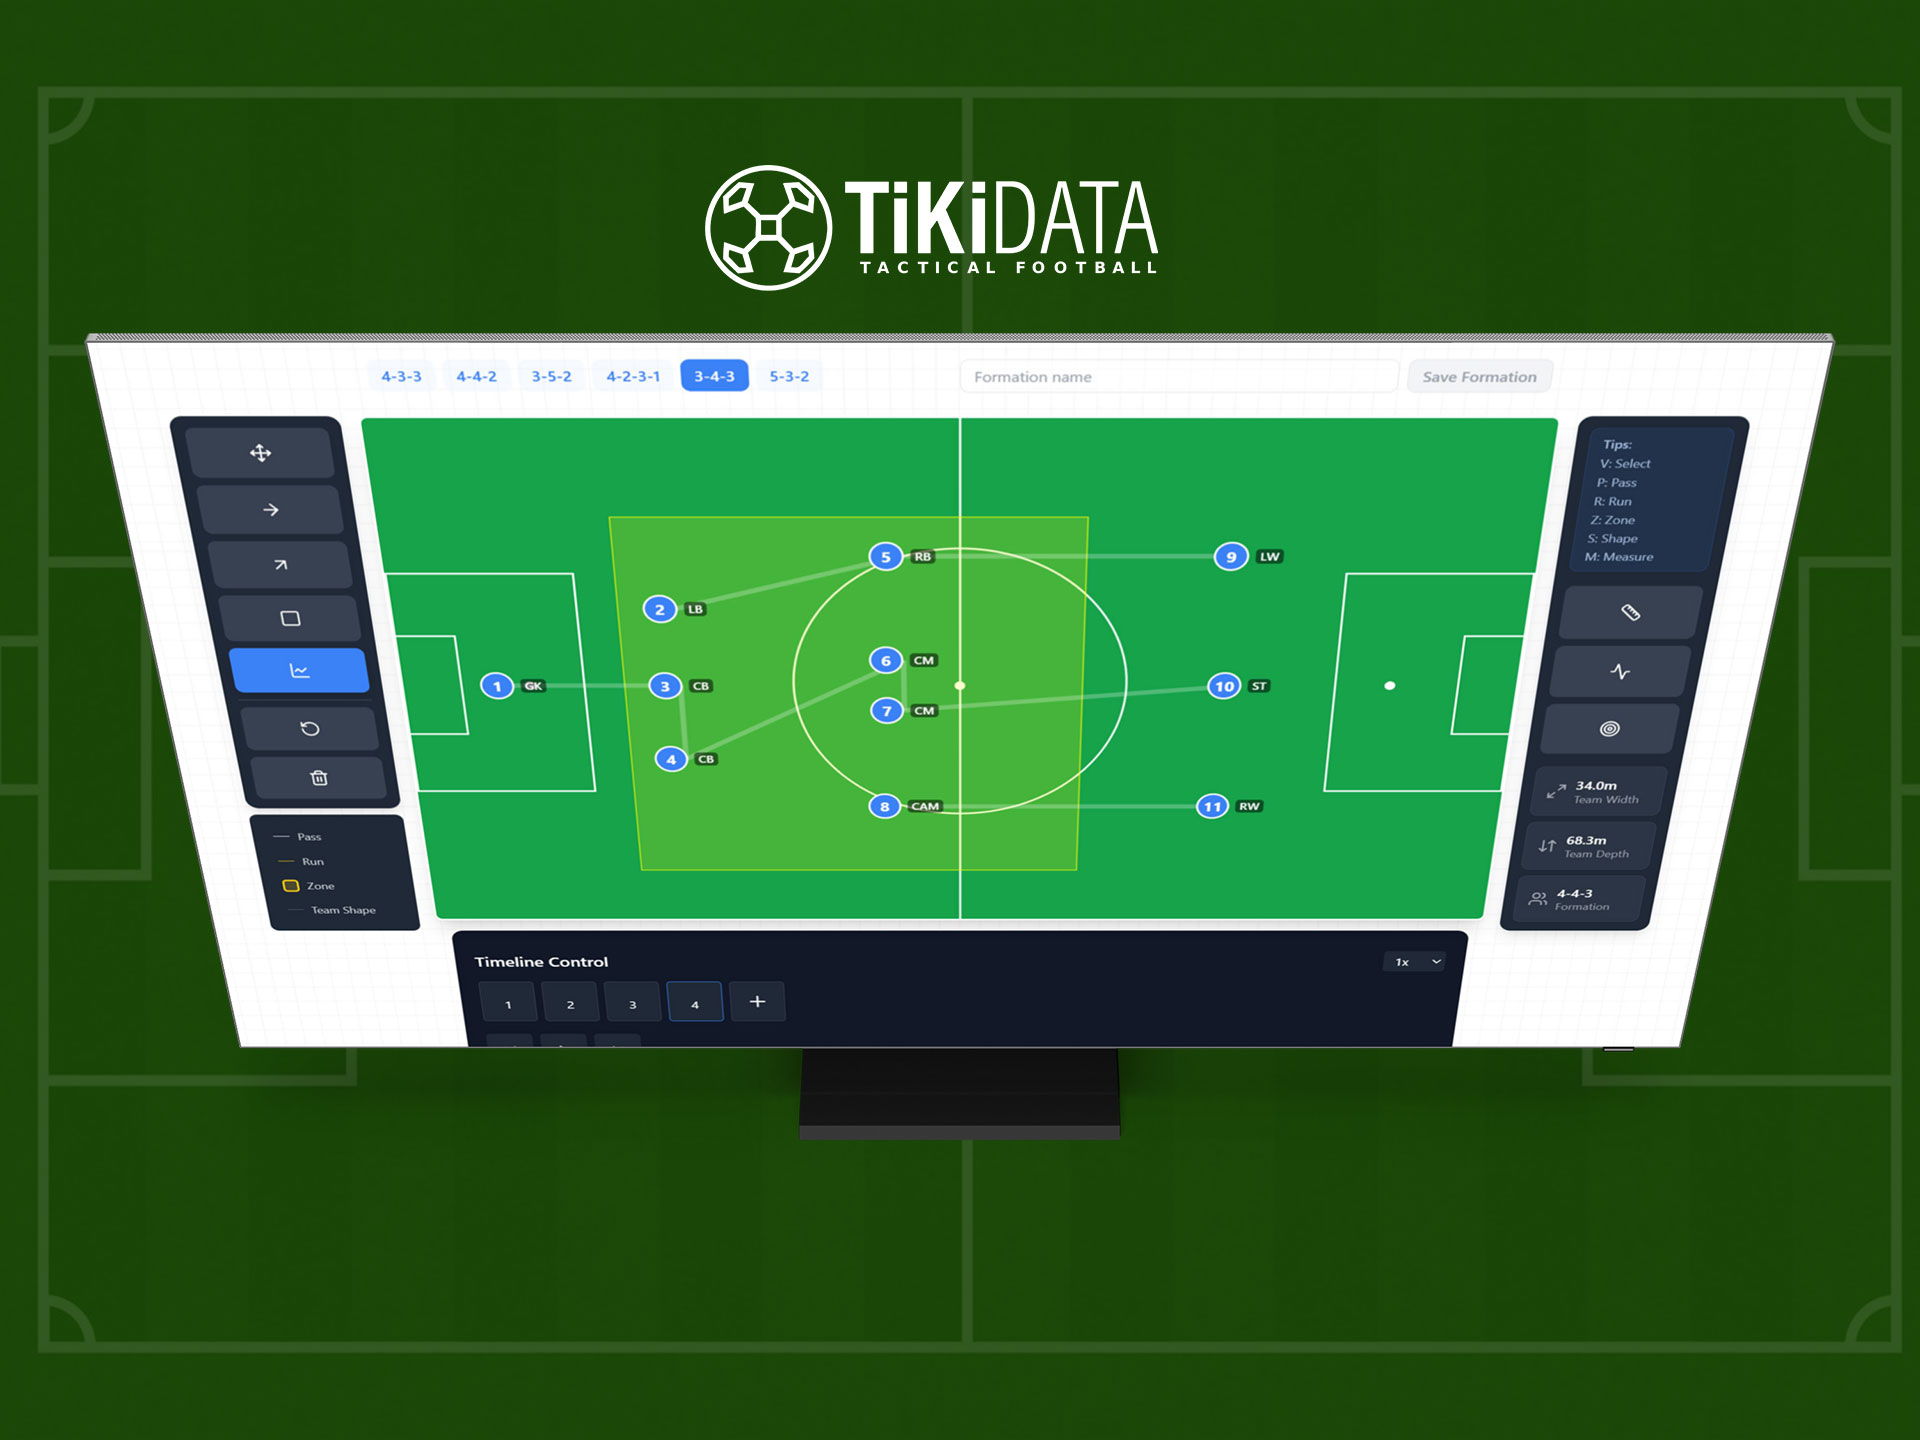 TiKiDATA
TACTICAL FOOTBALL
4-3-3 4-4-2 3-5-2 4-2-3-1 3-4-3 5-3-2 Formation name Save Formation
Tips:
V: Select
P: Pass
R: Run
Z: Zone
S: Shape
M: Measure
5 RB
9 LW
2 LB
6 CM
1 GK
3 CB
10 ST
7 CM
4 CB
8 CAM
11 RW
34.0m
Team Width
68.3m
Team Depth
4-4-3
Formation
Pass
Run
Zone
Team Shape
Timeline Control
1x
1 2 3 4 +